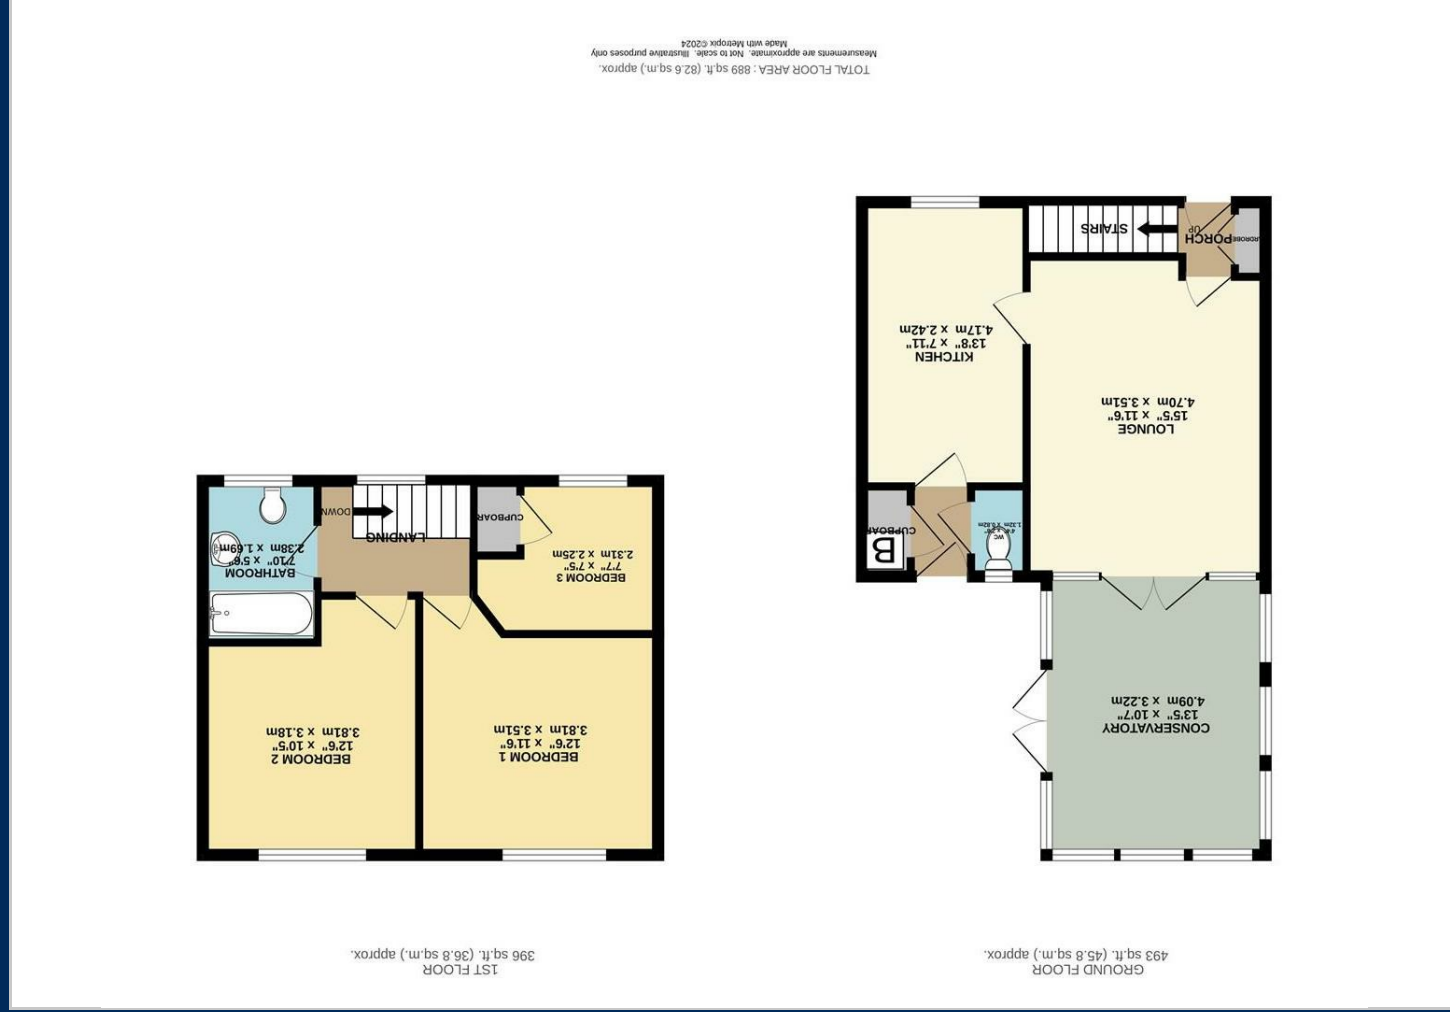 GROUND FLOOR
493 sq.ft. (45.8 sq.m.) approx.
CONSERVATORY
13'5" x 10'7"
4.09m x 3.22m
LOUNGE
15'5" x 11'6"
4.70m x 3.51m
WC
1.32m x 0.82m
B
CUPBOARD
KITCHEN
13'8" x 7'11"
4.17m x 2.42m
PORCH
UP
STAIRS
1ST FLOOR
396 sq.ft. (36.8 sq.m.) approx.
BEDROOM 1
12'6" x 11'6"
3.81m x 3.51m
BEDROOM 2
12'6" x 10'5"
3.81m x 3.18m
BEDROOM 3
7'7" x 7'5"
2.31m x 2.25m
BATHROOM
7'10" x 5'6"
2.38m x 1.69m
LANDING
CUPBOARD
DOWN
TOTAL FLOOR AREA : 889 sq.ft. (82.6 sq.m.) approx.
Measurements are approximate. Not to scale. Illustrative purposes only
Made with Metropix ©2024